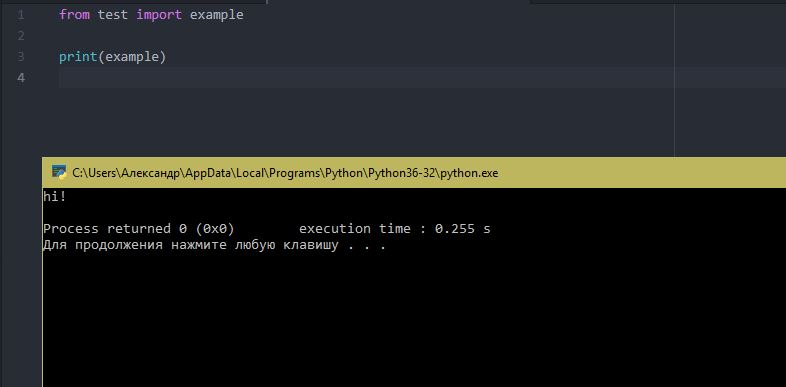 1 from test import example
2
3 print(example)
4
C:\Users\Александр\AppData\Local\Programs\Python\Python36-32\python.exe
hi!
Process returned 0 (0x0) execution time : 0.255 s
Для продолжения нажмите любую клавишу . . .